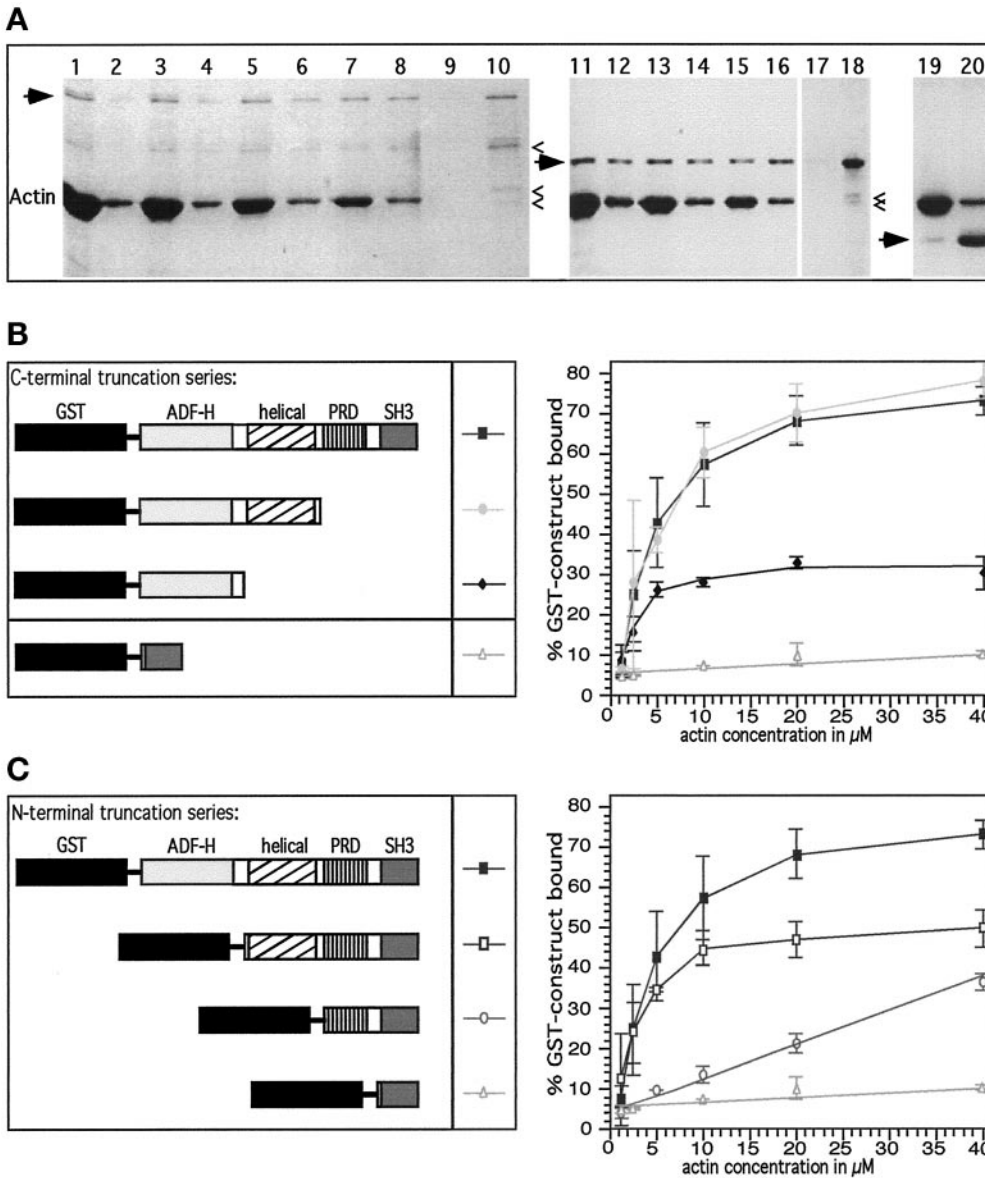 A
1 2 3 4 5 6 7 8 9 10 11 12 13 14 15 16 17 18 19 20
Actin
B
C-terminal truncation series:
GST ADF-H helical PRD SH3
% GST-construct bound
80
70
60
50
40
30
20
10
0
0 5 10 15 20 25 30 35 40
actin concentration in µM
C
N-terminal truncation series:
GST ADF-H helical PRD SH3
% GST-construct bound
80
70
60
50
40
30
20
10
0
0 5 10 15 20 25 30 35 40
actin concentration in µM